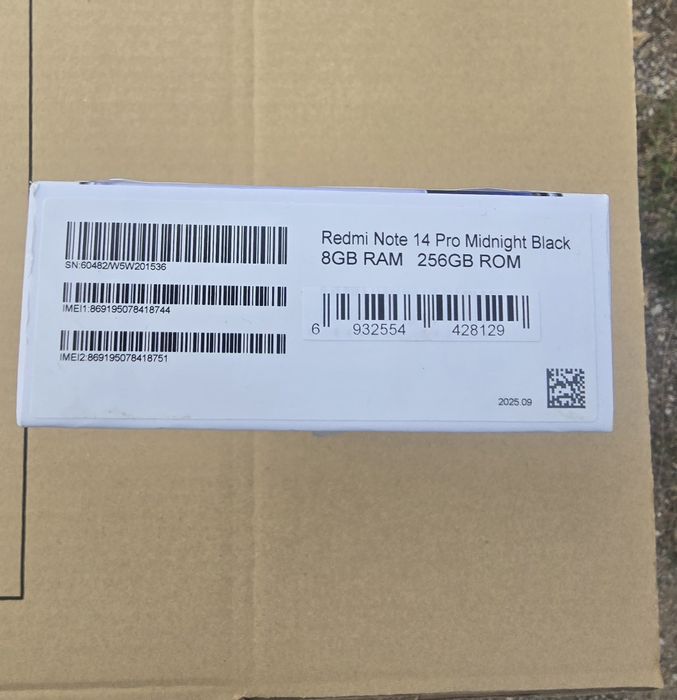 SN:60482/W5W201536
IMEI1:869195078418744
IMEI2:869195078418751
Redmi Note 14 Pro Midnight Black
8GB RAM 256GB ROM
6 932554 428129
2025.09